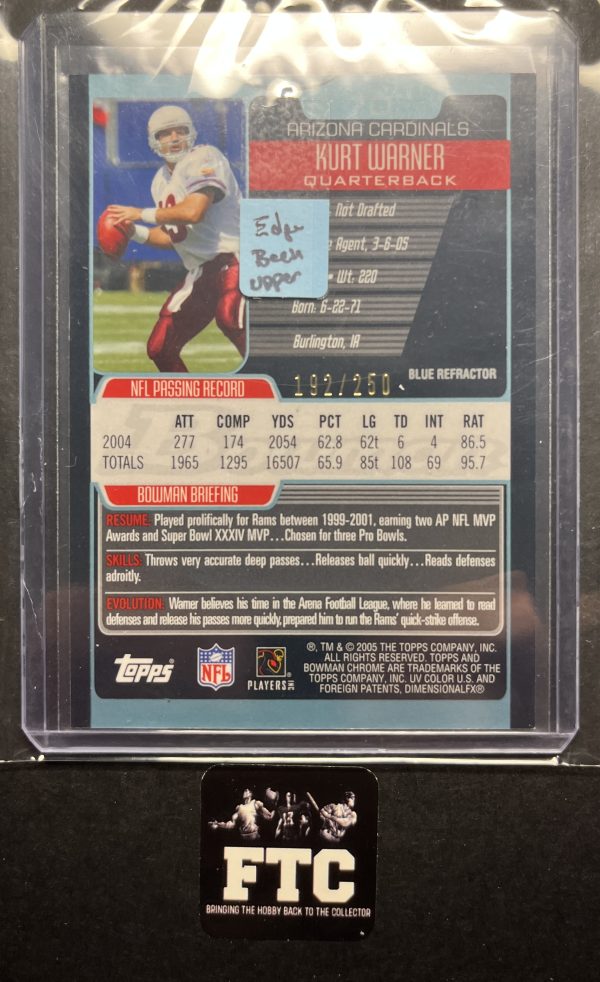 ARIZONA CARDINALS
KURT WARNER
QUARTERBACK
Edge
Back
upper
Not Drafted
Agent, 3-6-05
• Wt: 220
Born: 6-22-71
Burlington, IA
BLUE REFRACTOR
192/250
NFL PASSING RECORD
ATT COMP YDS PCT LG TD INT RAT
2004 277 174 2054 62.8 62t 6 4 86.5
TOTALS 1965 1295 16507 65.9 85t 108 69 95.7
BOWMAN BRIEFING
RESUME: Played prolifically for Rams between 1999-2001, earning two AP NFL MVP
Awards and Super Bowl XXXIV MVP...Chosen for three Pro Bowls.
SKILLS: Throws very accurate deep passes...Releases ball quickly...Reads defenses
adroitly.
EVOLUTION: Warner believes his time in the Arena Football League, where he learned to read
defenses and release his passes more quickly, prepared him to run the Rams' quick-strike offense.
topps
NFL
PLAYERS INC
®, TM & © 2005 THE TOPPS COMPANY, INC.
ALL RIGHTS RESERVED. TOPPS AND
BOWMAN CHROME ARE TRADEMARKS OF THE
TOPPS COMPANY, INC. UV COLOR U.S. AND
FOREIGN PATENTS, DIMENSIONALFX®
FTC
BRINGING THE HOBBY BACK TO THE COLLECTOR